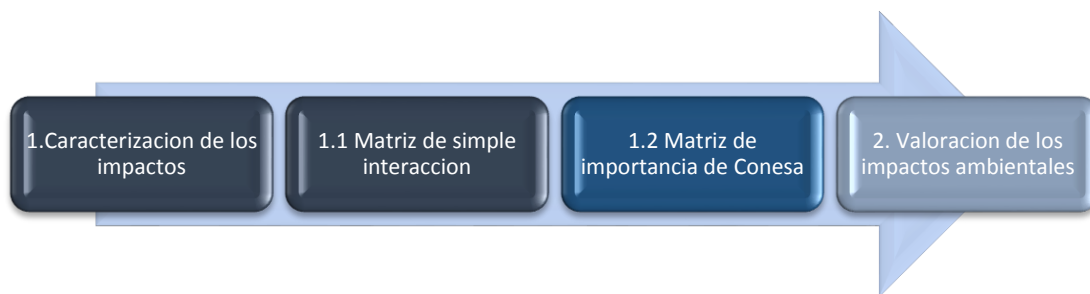 1.Caracterizacion de los
impactos
1.1 Matriz de simple
interaccion
1.2 Matriz de
importancia de Conesa
2. Valoracion de los
impactos ambientales